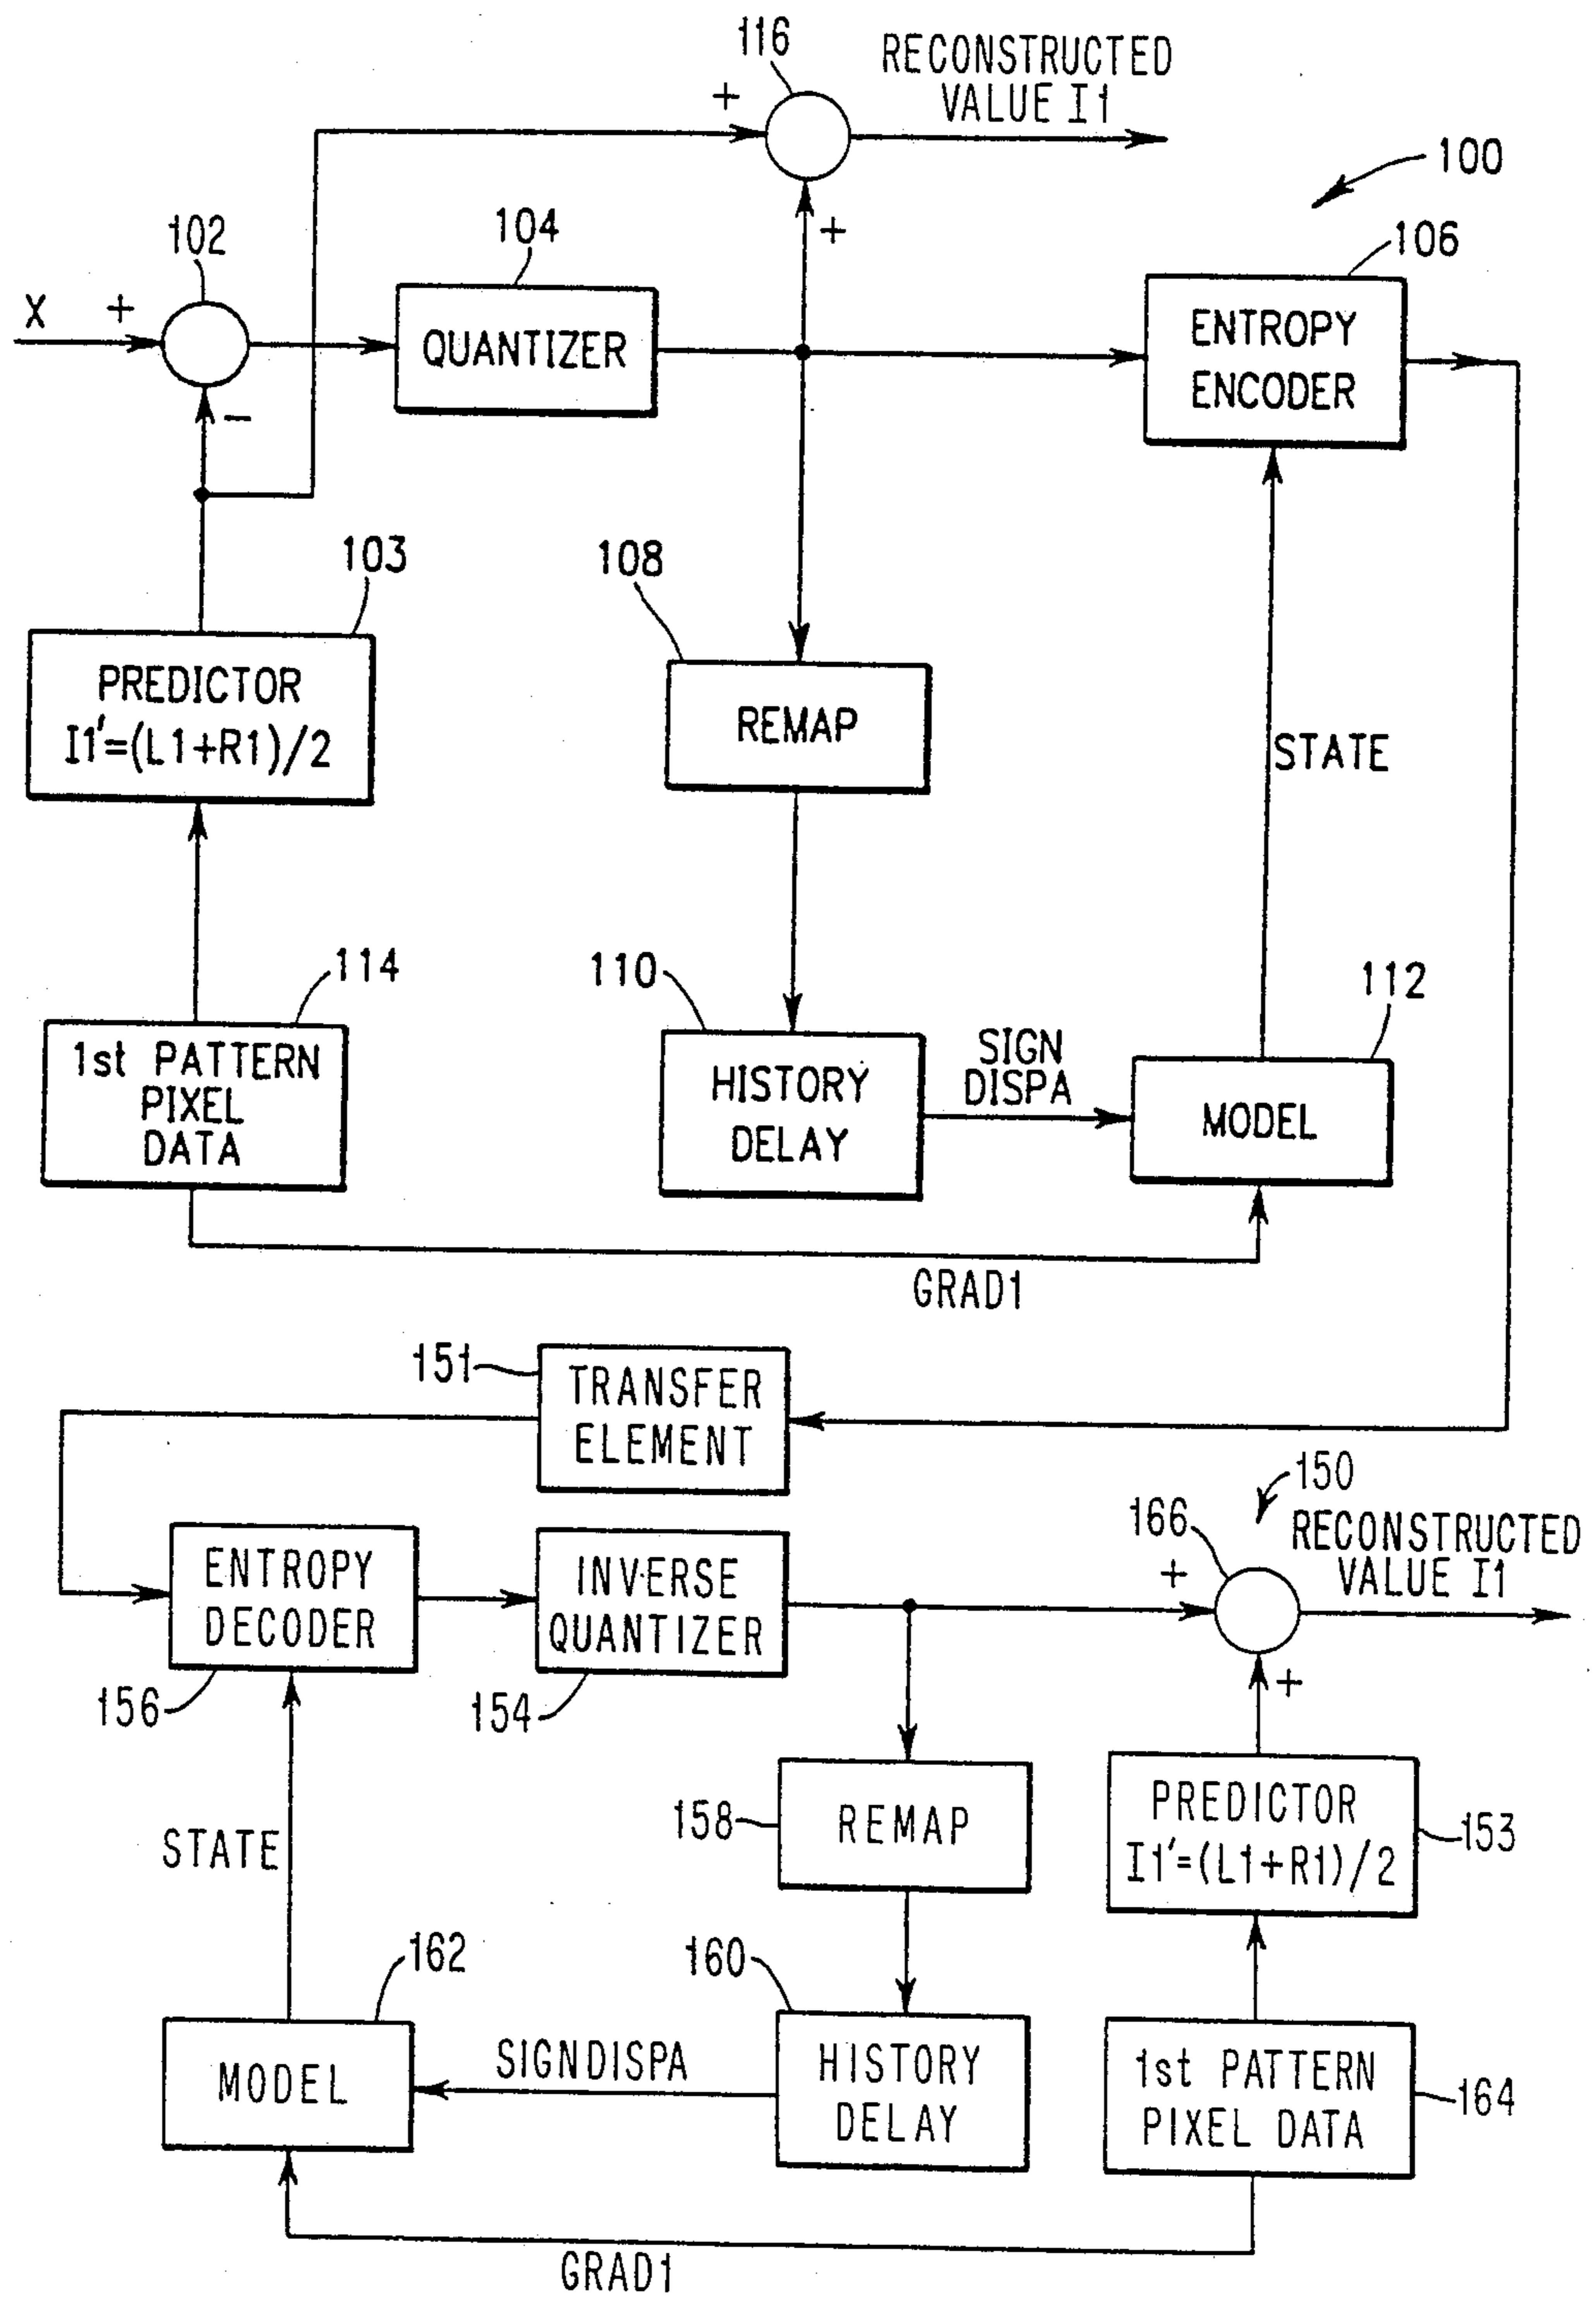 116
RECONSTRUCTED
VALUE I1
+
100
102
104
+
106
X
+
QUANTIZER
ENTROPY
ENCODER
−
103
108
PREDICTOR
I1'=(L1+R1)/2
REMAP
STATE
114
110
112
1st PATTERN
PIXEL
DATA
HISTORY
DELAY
SIGN
DISPA
MODEL
GRAD1
151
TRANSFER
ELEMENT
150
166
RECONSTRUCTED
VALUE I1
+
ENTROPY
DECODER
INVERSE
QUANTIZER
156
154
+
158
REMAP
PREDICTOR
I1'=(L1+R1)/2
153
STATE
162
160
MODEL
SIGNDISPA
HISTORY
DELAY
1st PATTERN
PIXEL DATA
164
GRAD1